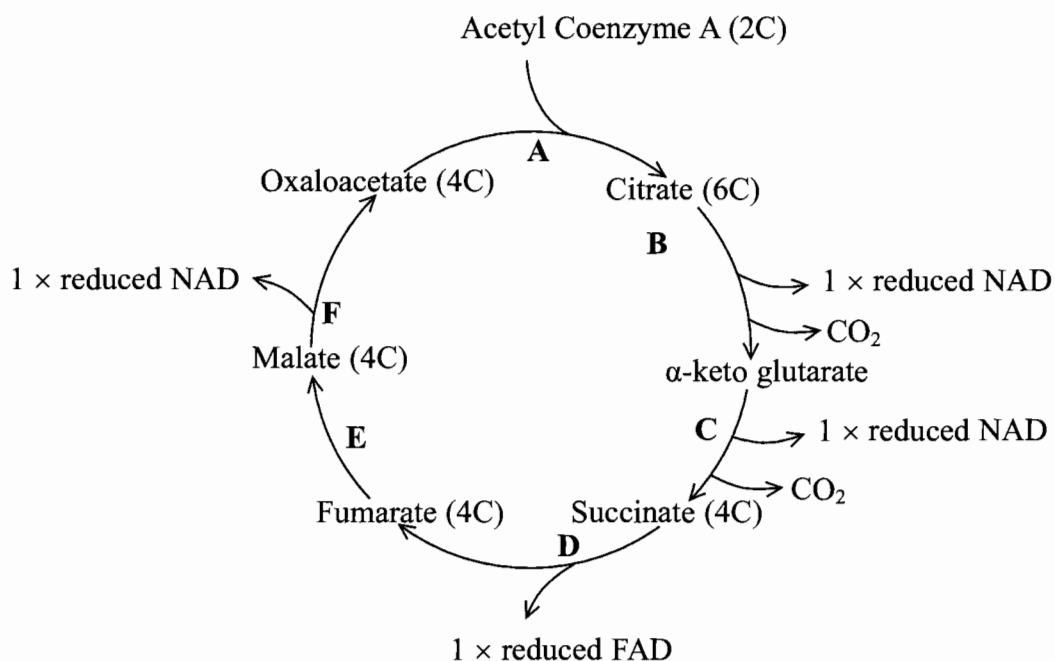 Acetyl Coenzyme A (2C)
A
Oxaloacetate (4C)
Citrate (6C)
B
1 × reduced NAD
1 × reduced NAD
F
CO₂
Malate (4C)
α-keto glutarate
C
1 × reduced NAD
E
CO₂
Fumarate (4C)
Succinate (4C)
D
1 × reduced FAD